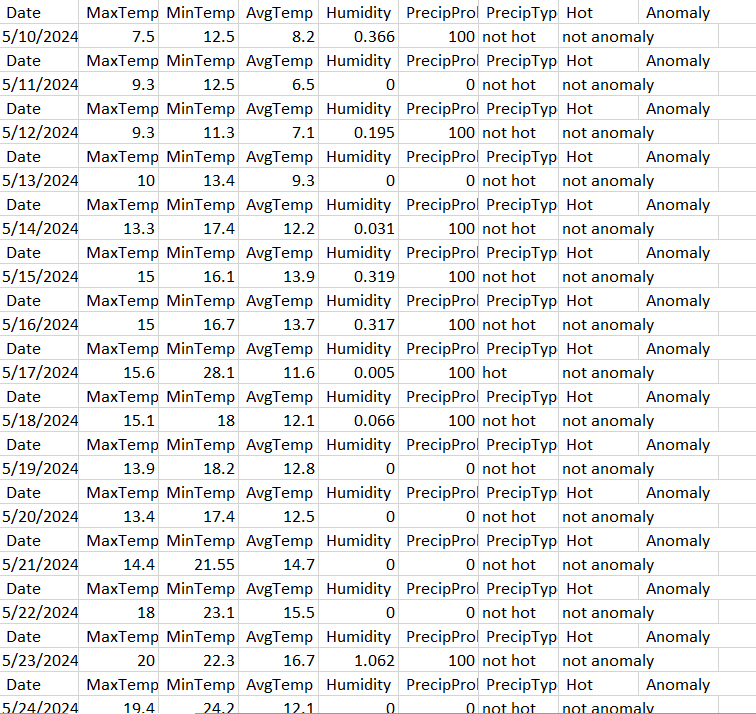 Date MaxTemp MinTemp AvgTemp Humidity PrecipProl PrecipTyp Hot Anomaly
5/10/2024 7.5 12.5 8.2 0.366 100 not hot not anomaly
Date MaxTemp MinTemp AvgTemp Humidity PrecipProl PrecipTyp Hot Anomaly
5/11/2024 9.3 12.5 6.5 0 0 not hot not anomaly
Date MaxTemp MinTemp AvgTemp Humidity PrecipProl PrecipTyp Hot Anomaly
5/12/2024 9.3 11.3 7.1 0.195 100 not hot not anomaly
Date MaxTemp MinTemp AvgTemp Humidity PrecipProl PrecipTyp Hot Anomaly
5/13/2024 10 13.4 9.3 0 0 not hot not anomaly
Date MaxTemp MinTemp AvgTemp Humidity PrecipProl PrecipTyp Hot Anomaly
5/14/2024 13.3 17.4 12.2 0.031 100 not hot not anomaly
Date MaxTemp MinTemp AvgTemp Humidity PrecipProl PrecipTyp Hot Anomaly
5/15/2024 15 16.1 13.9 0.319 100 not hot not anomaly
Date MaxTemp MinTemp AvgTemp Humidity PrecipProl PrecipTyp Hot Anomaly
5/16/2024 15 16.7 13.7 0.317 100 not hot not anomaly
Date MaxTemp MinTemp AvgTemp Humidity PrecipProl PrecipTyp Hot Anomaly
5/17/2024 15.6 28.1 11.6 0.005 100 hot not anomaly
Date MaxTemp MinTemp AvgTemp Humidity PrecipProl PrecipTyp Hot Anomaly
5/18/2024 15.1 18 12.1 0.066 100 not hot not anomaly
Date MaxTemp MinTemp AvgTemp Humidity PrecipProl PrecipTyp Hot Anomaly
5/19/2024 13.9 18.2 12.8 0 0 not hot not anomaly
Date MaxTemp MinTemp AvgTemp Humidity PrecipProl PrecipTyp Hot Anomaly
5/20/2024 13.4 17.4 12.5 0 0 not hot not anomaly
Date MaxTemp MinTemp AvgTemp Humidity PrecipProl PrecipTyp Hot Anomaly
5/21/2024 14.4 21.55 14.7 0 0 not hot not anomaly
Date MaxTemp MinTemp AvgTemp Humidity PrecipProl PrecipTyp Hot Anomaly
5/22/2024 18 23.1 15.5 0 0 not hot not anomaly
Date MaxTemp MinTemp AvgTemp Humidity PrecipProl PrecipTyp Hot Anomaly
5/23/2024 20 22.3 16.7 1.062 100 not hot not anomaly
Date MaxTemp MinTemp AvgTemp Humidity PrecipProl PrecipTyp Hot Anomaly
5/24/2024 19.4 24.2 12.1 0 0 not hot not anomaly